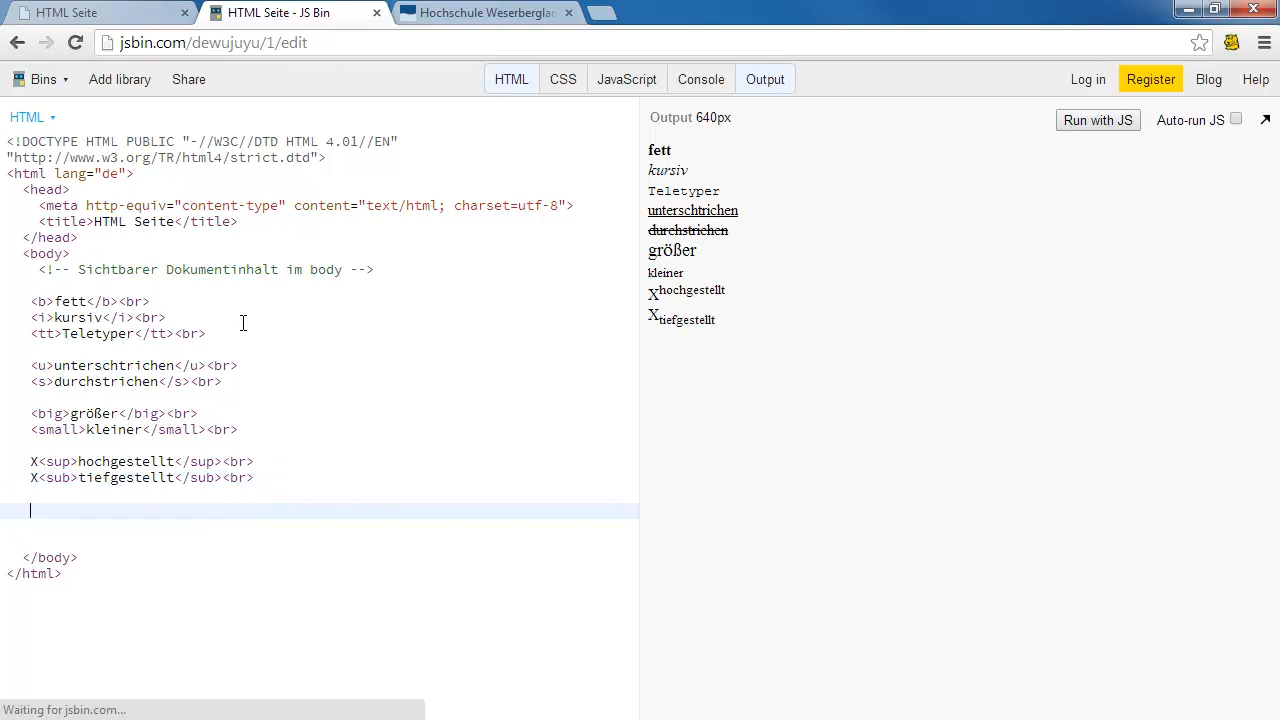 HTML Seite
HTML Seite - JS Bin
Hochschule Weserberglan
jsbin.com/dewujuyu/1/edit
Bins Add library Share HTML CSS JavaScript Console Output Log in Register Blog Help
HTML
Output 640px
Run with JS
Auto-run JS
<!DOCTYPE HTML PUBLIC "-//W3C//DTD HTML 4.01//EN"
"http://www.w3.org/TR/html4/strict.dtd">
<html lang="de">
<head>
<meta http-equiv="content-type" content="text/html; charset=utf-8">
<title>HTML Seite</title>
</head>
<body>
<!-- Sichtbarer Dokumentinhalt im body -->
<b>fett</b><br>
<i>kursiv</i><br>
<tt>Teletyper</tt><br>
<u>unterschtrichen</u><br>
<s>durchstrichen</s><br>
<big>größer</big><br>
<small>kleiner</small><br>
X<sup>hochgestellt</sup><br>
X<sub>tiefgestellt</sub><br>
</body>
</html>
fett
kursiv
Teletyper
unterschtrichen
durchstrichen
größer
kleiner
Xhochgestellt
Xtiefgestellt
Waiting for jsbin.com...